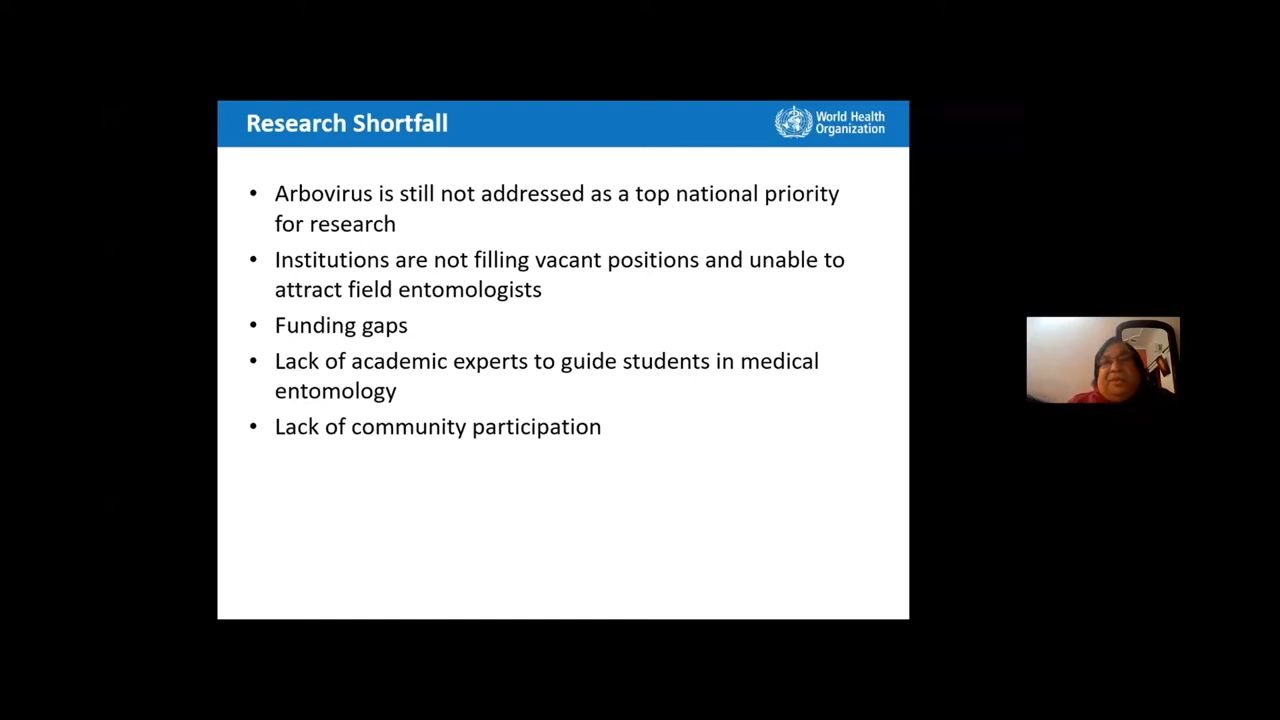 Research Shortfall
World Health
Organization
• Arbovirus is still not addressed as a top national priority
for research
• Institutions are not filling vacant positions and unable to
attract field entomologists
• Funding gaps
• Lack of academic experts to guide students in medical
entomology
• Lack of community participation